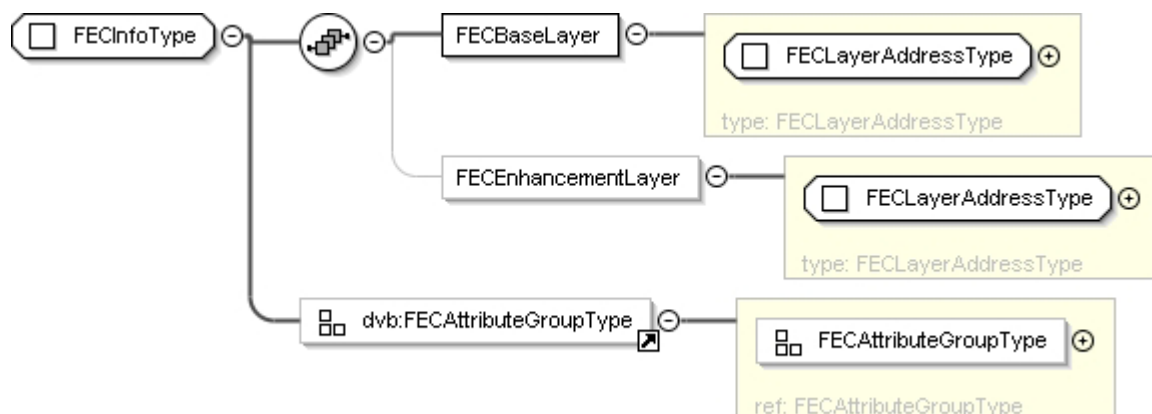 FECInfoType
FECBaseLayer
FECLayerAddressType
type: FECLayerAddressType
FECEnhancementLayer
FECLayerAddressType
type: FECLayerAddressType
dvb:FECAttributeGroupType
FECAttributeGroupType
ref: FECAttributeGroupType